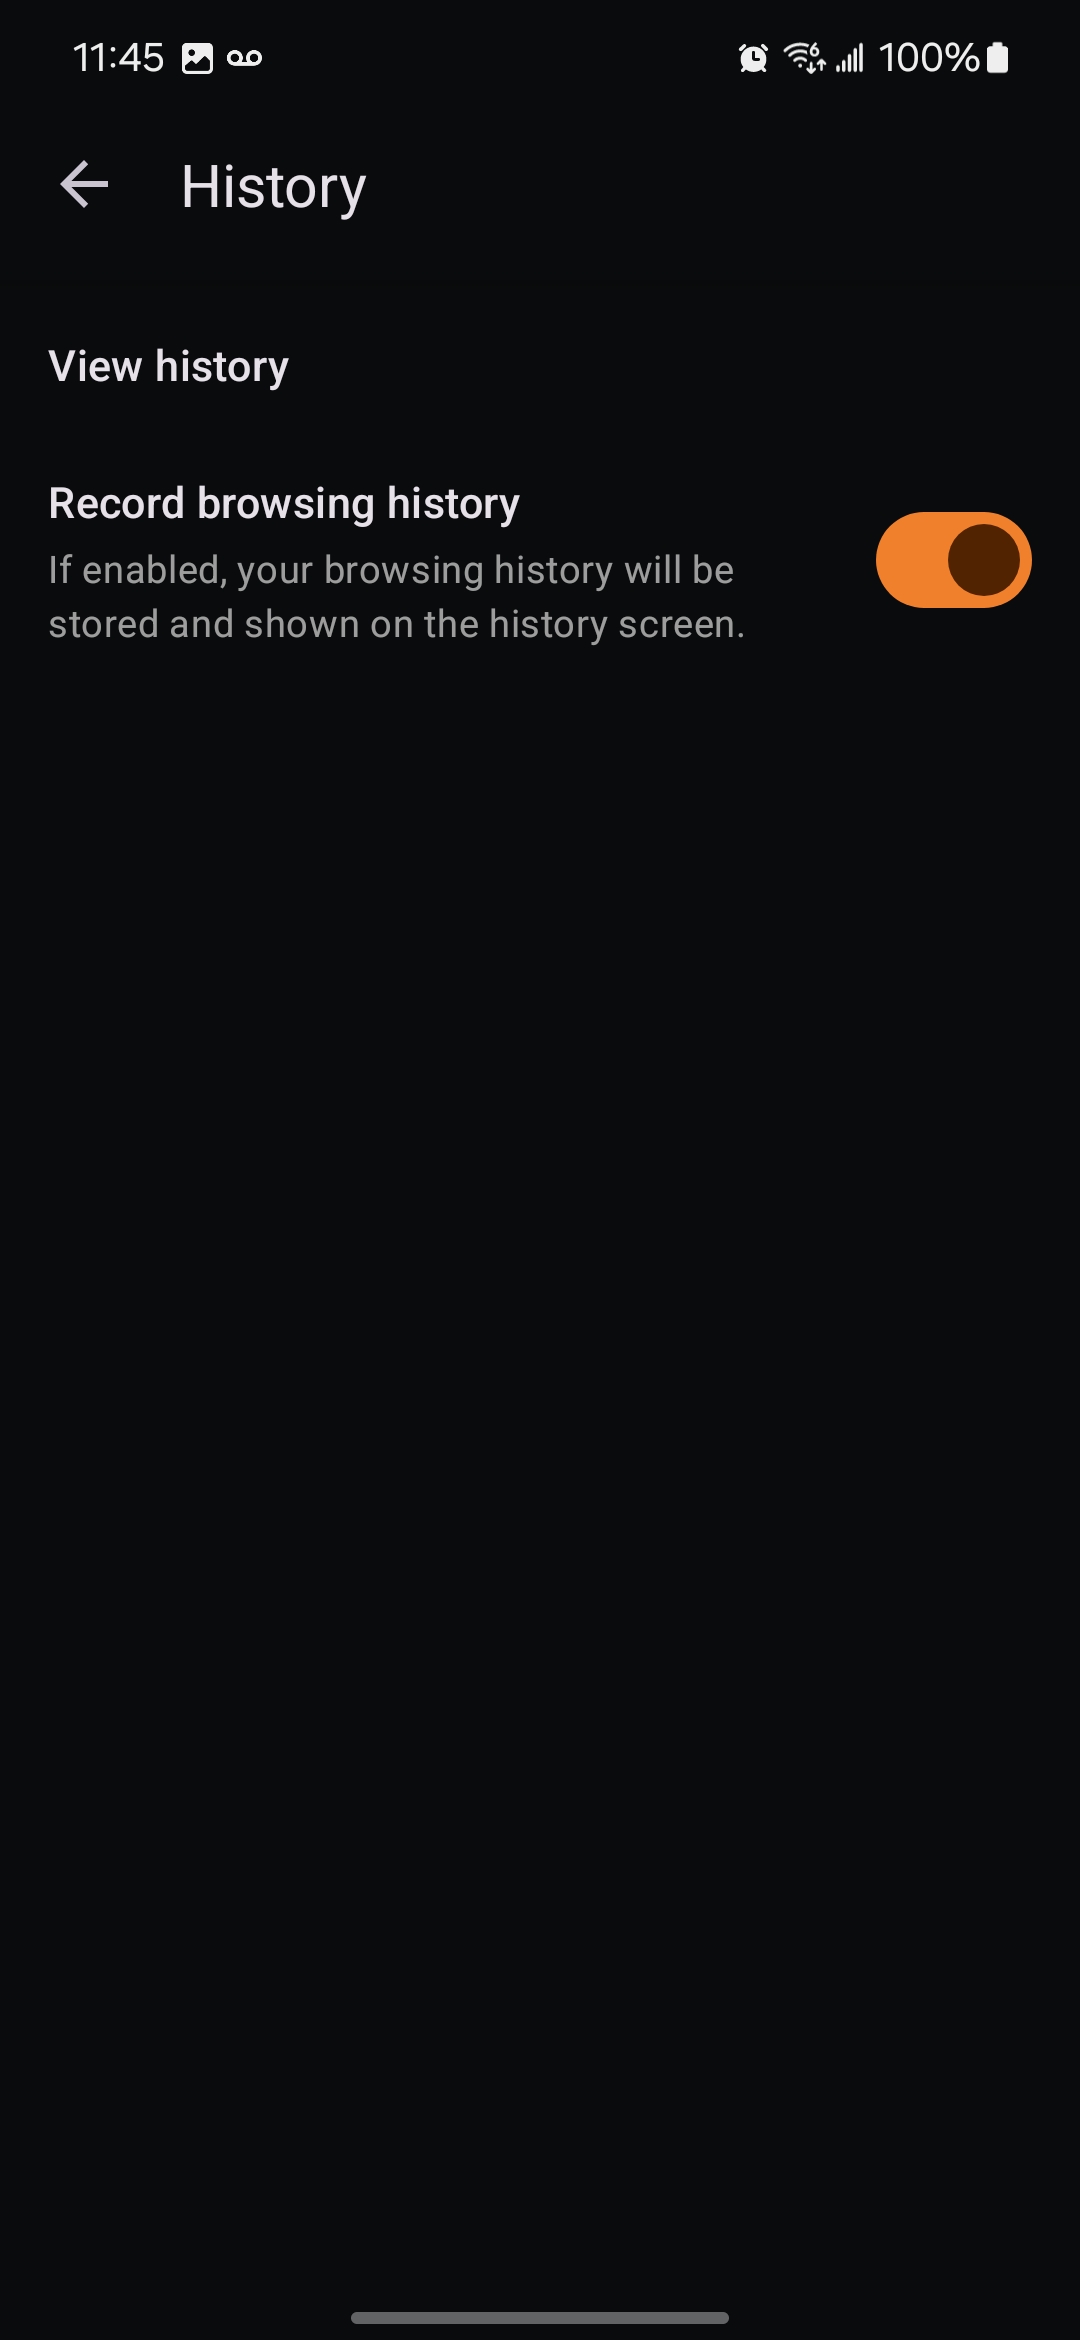 11:45
6
100%
History
View history
Record browsing history
If enabled, your browsing history will be
stored and shown on the history screen.